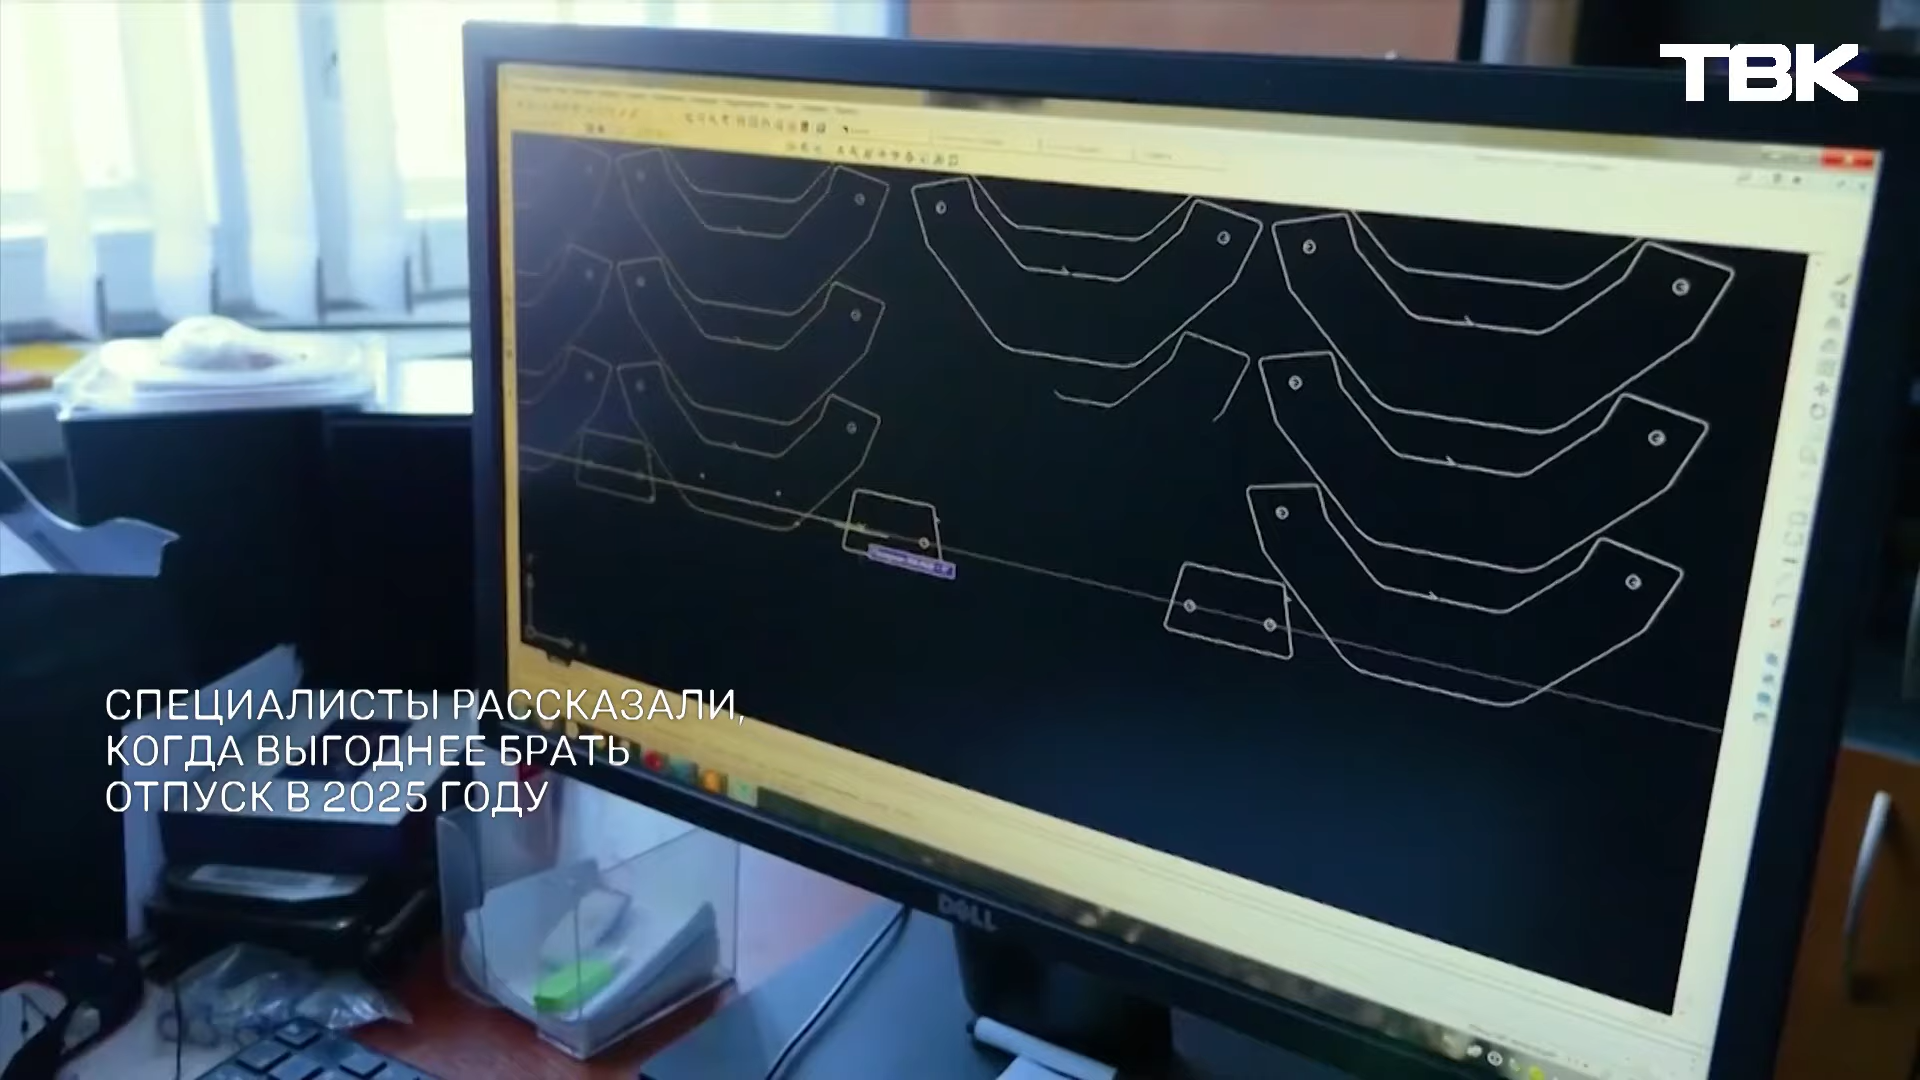 ТВК
СПЕЦИАЛИСТЫ РАССКАЗАЛИ,
КОГДА ВЫГОДНЕЕ БРАТЬ
ОТПУСК В 2025 ГОДУ
DELL